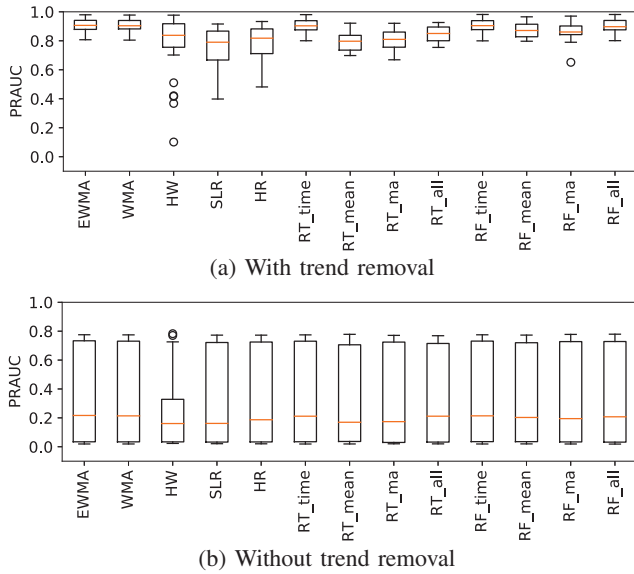 1.0
0.8
0.6
0.4
0.2
0.0
PRAUC
EWMA
WMA
HW
SLR
HR
RT_time
RT_mean
RT_ma
RT_all
RF_time
RF_mean
RF_ma
RF_all
(a) With trend removal
1.0
0.8
0.6
0.4
0.2
0.0
PRAUC
EWMA
WMA
HW
SLR
HR
RT_time
RT_mean
RT_ma
RT_all
RF_time
RF_mean
RF_ma
RF_all
(b) Without trend removal